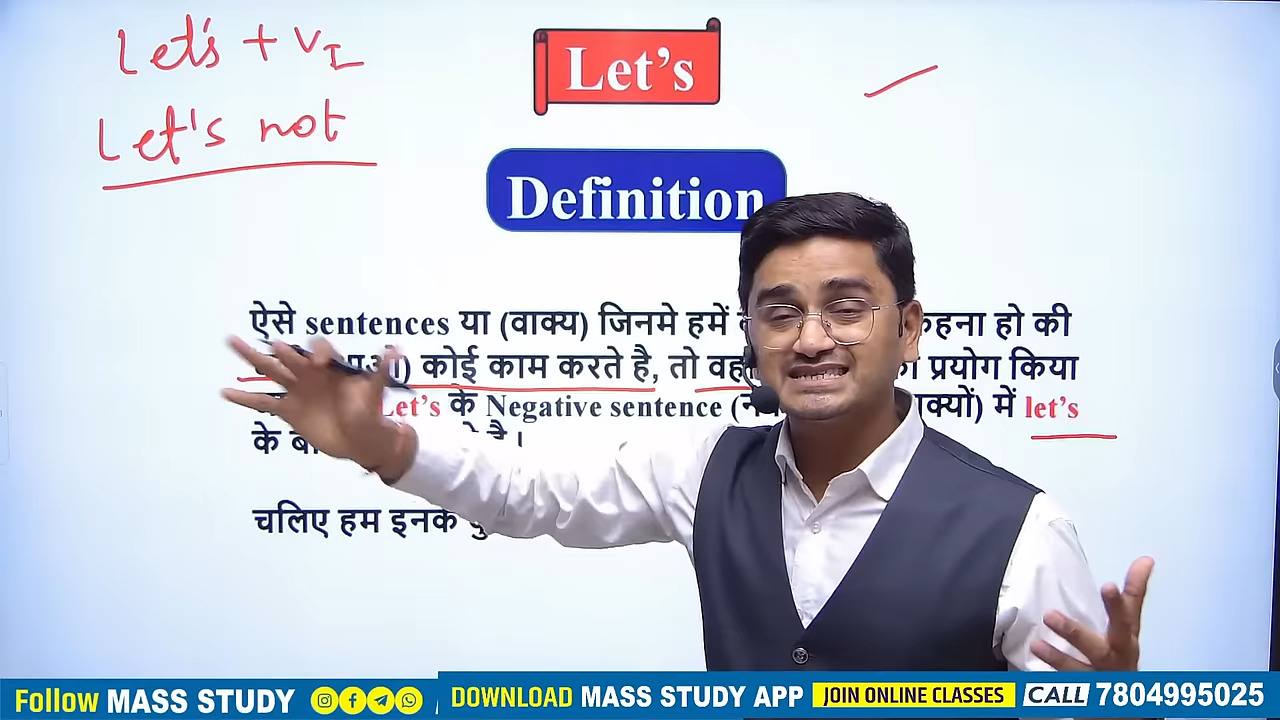 Let's + V1
Let's not
Let's
Definition
ऐसे sentences या (वाक्य) जिनमे हमें कहना हो की
कोई काम करते है, तो वहां का प्रयोग किया
Let's के Negative sentence में let's
के
चलिए हम इनके
Follow MASS STUDY
DOWNLOAD MASS STUDY APP JOIN ONLINE CLASSES CALL 7804995025